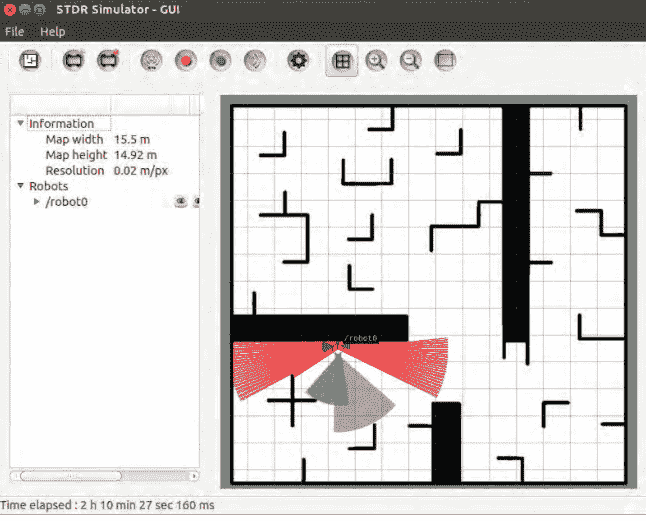 STDR Simulator - GUI
File Help
Information
Map width 15.5 m
Map height 14.92 m
Resolution 0.02 m/px
Robots
/robot0
/robot0
Time elapsed : 2 h 10 min 27 sec 160 ms